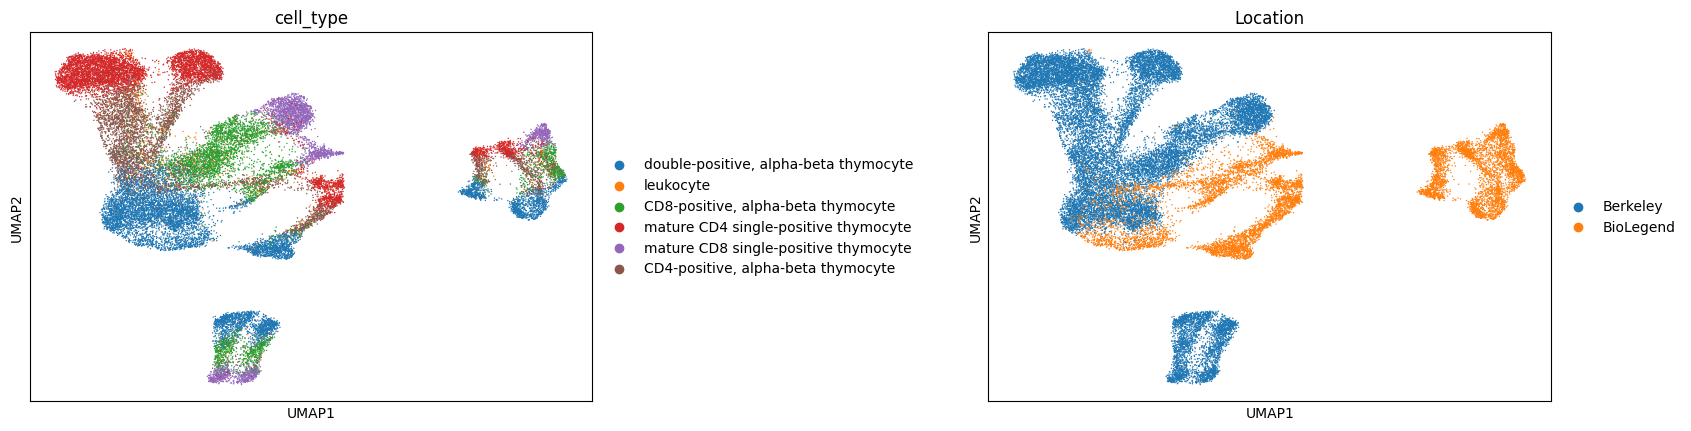 cell_type
UMAP2
UMAP1
double-positive, alpha-beta thymocyte
leukocyte
CD8-positive, alpha-beta thymocyte
mature CD4 single-positive thymocyte
mature CD8 single-positive thymocyte
CD4-positive, alpha-beta thymocyte
Location
UMAP2
UMAP1
Berkeley
BioLegend